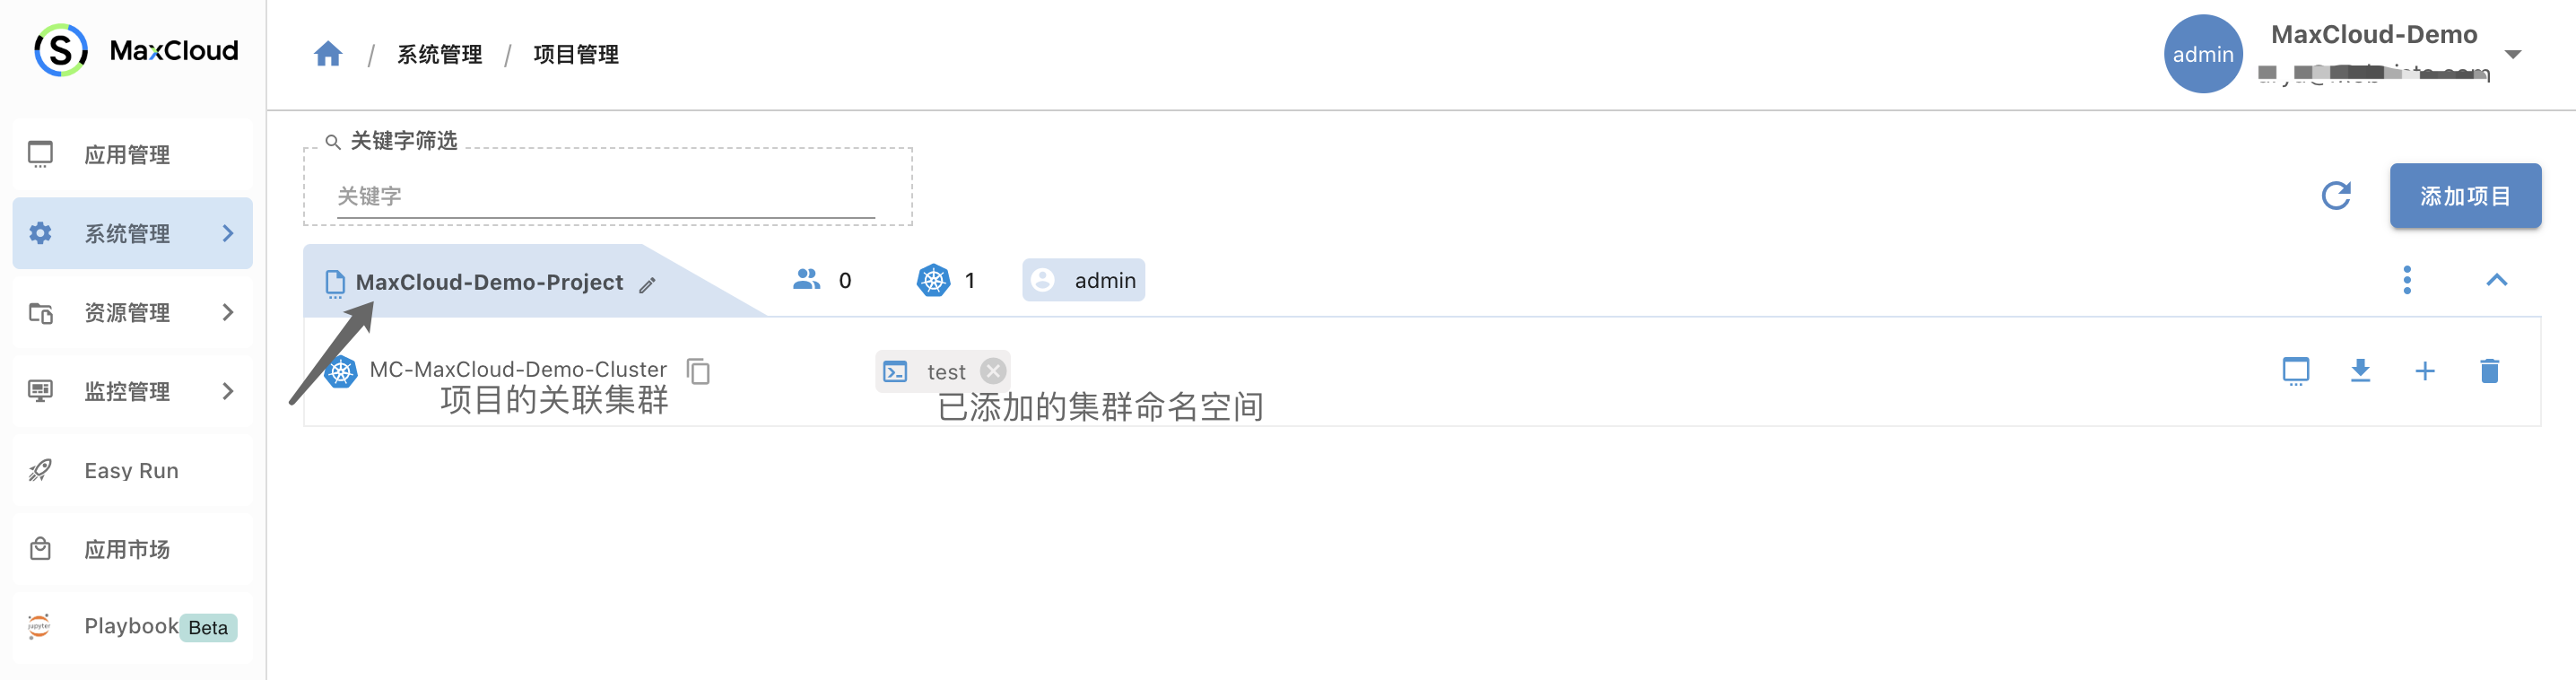 MaxCloud
应用管理
系统管理
资源管理
监控管理
Easy Run
应用市场
Playbook Beta
/ 系统管理 / 项目管理
admin
MaxCloud-Demo
关键字筛选
关键字
添加项目
MaxCloud-Demo-Project
0
1
admin
MC-MaxCloud-Demo-Cluster
test
项目的关联集群
已添加的集群命名空间